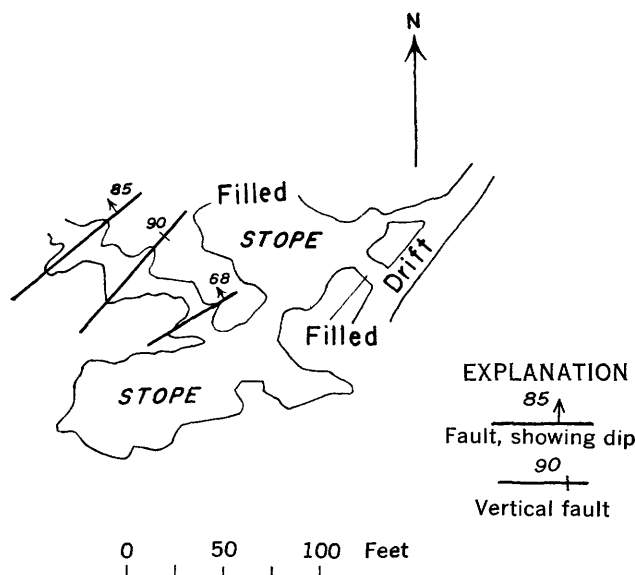 N
85
Filled
90
STOPE
Drift
68
Filled
STOPE
EXPLANATION
85
Fault, showing dip
90
Vertical fault
0 50 100 Feet